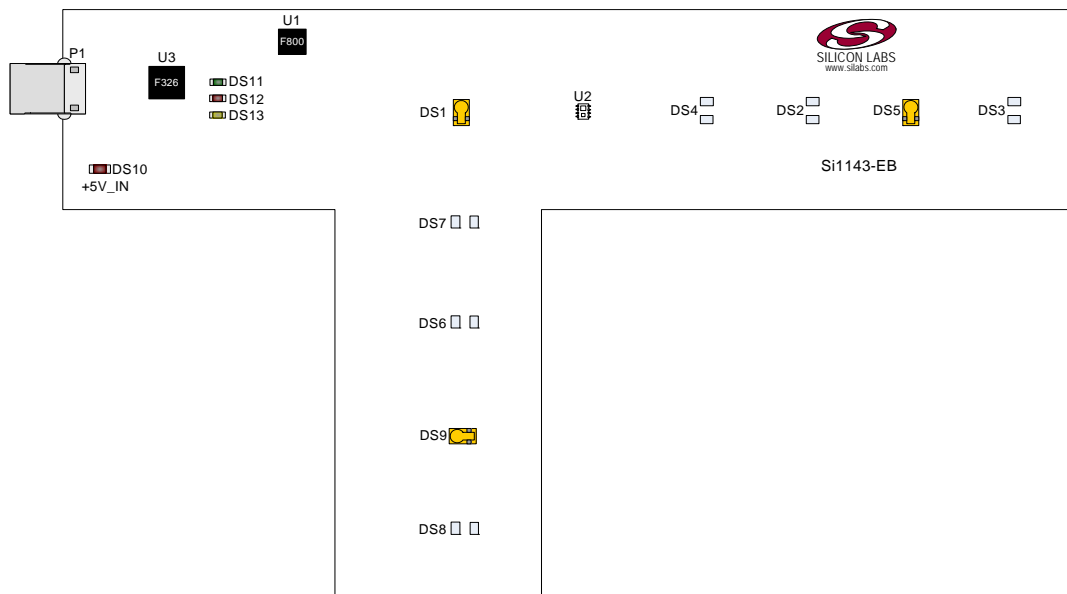 U1
F800
P1
U3
F326
DS11
DS12
DS13
SILICON LABS
www.silabs.com
DS1
U2
DS4
DS2
DS5
DS3
DS10
+5V_IN
Si1143-EB
DS7
DS6
DS9
DS8